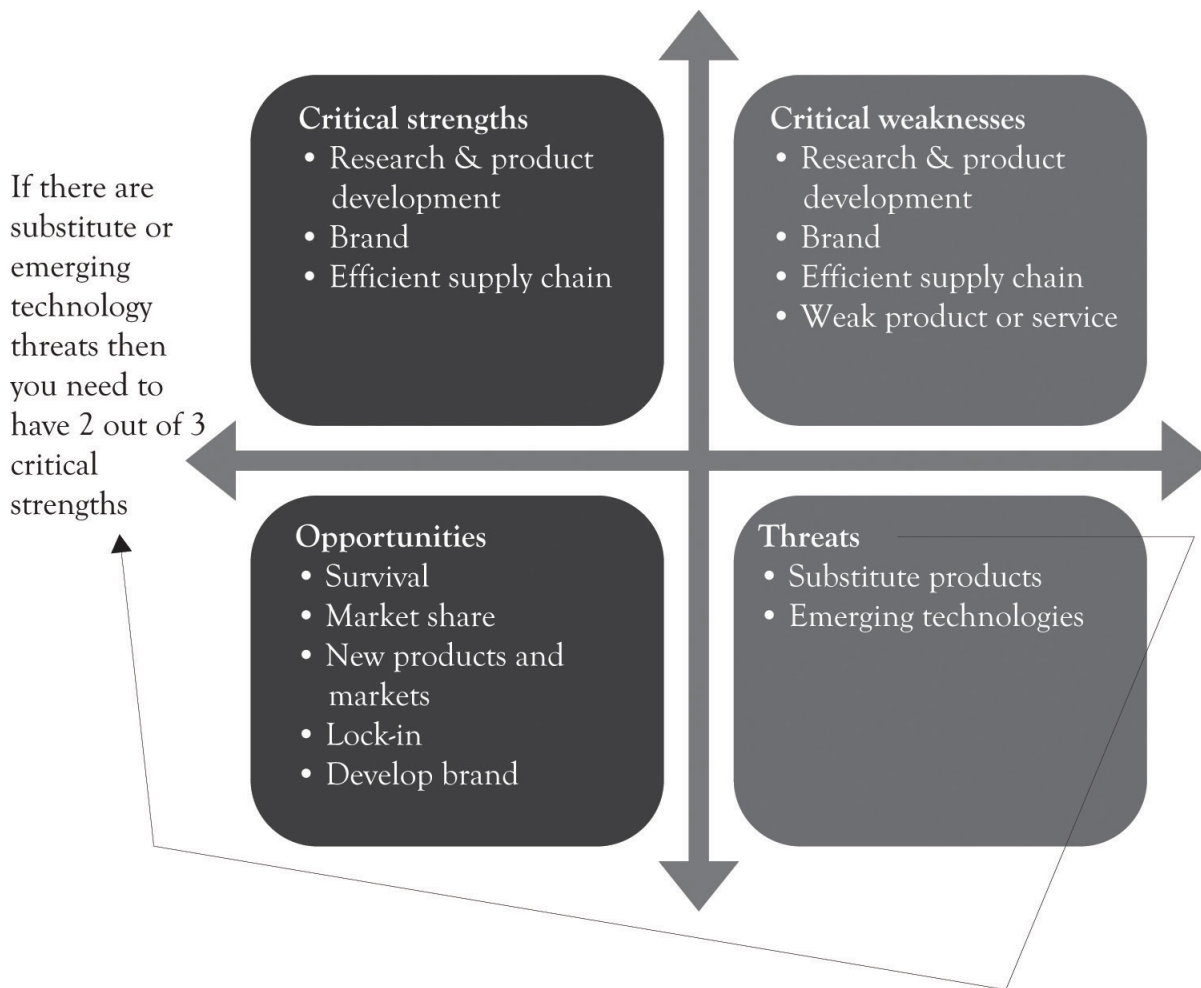 If there are
substitute or
emerging
technology
threats then
you need to
have 2 out of 3
critical
strengths
Critical strengths
• Research & product
development
• Brand
• Efficient supply chain
Critical weaknesses
• Research & product
development
• Brand
• Efficient supply chain
• Weak product or service
Opportunities
• Survival
• Market share
• New products and
markets
• Lock-in
• Develop brand
Threats
• Substitute products
• Emerging technologies